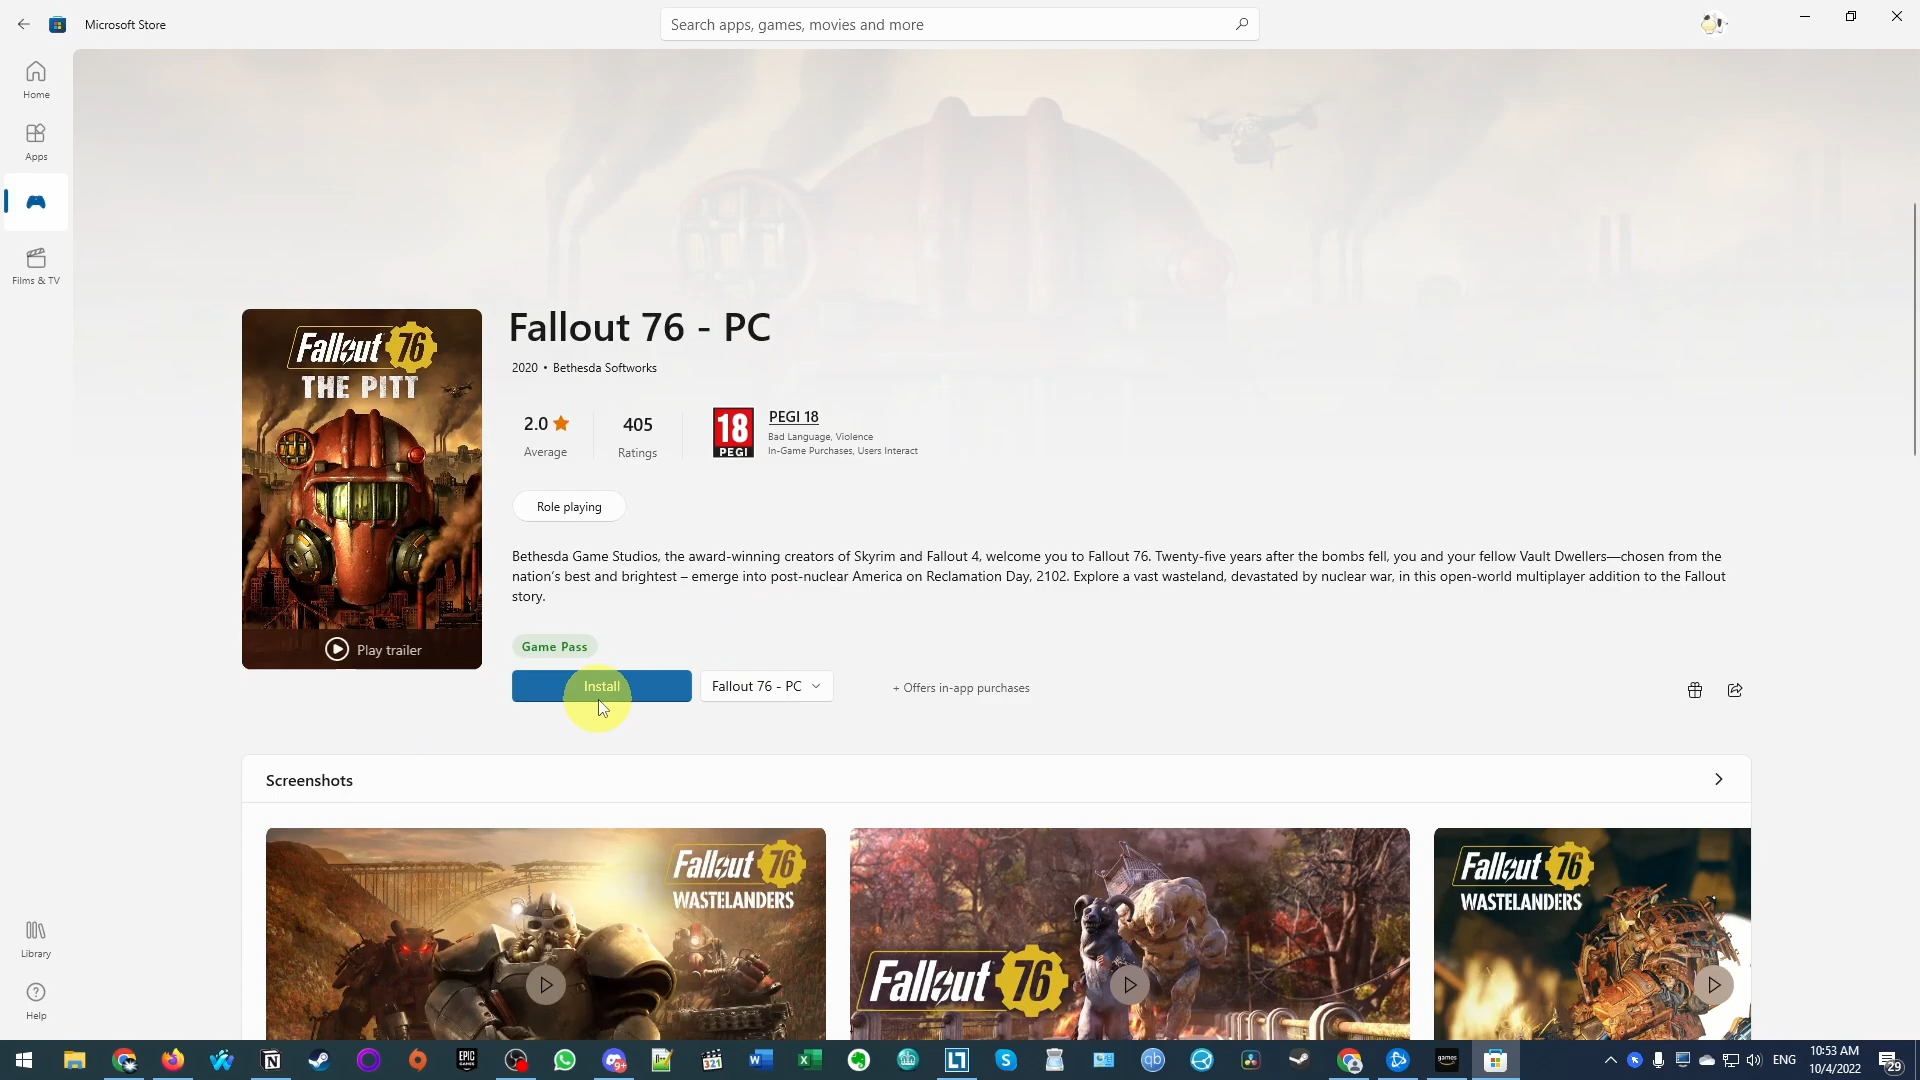 Microsoft Store
Search apps, games, movies and more
Home
Apps
Films & TV
Library
Help
Fallout 76
THE PITT
Play trailer
Fallout 76 - PC
2020 • Bethesda Softworks
2.0
Average
405
Ratings
18
PEGI
PEGI 18
Bad Language, Violence
In-Game Purchases, Users Interact
Role playing
Bethesda Game Studios, the award-winning creators of Skyrim and Fallout 4, welcome you to Fallout 76. Twenty-five years after the bombs fell, you and your fellow Vault Dwellers—chosen from the
nation’s best and brightest – emerge into post-nuclear America on Reclamation Day, 2102. Explore a vast wasteland, devastated by nuclear war, in this open-world multiplayer addition to the Fallout
story.
Game Pass
Install
Fallout 76 - PC
+ Offers in-app purchases
Screenshots
Fallout 76
WASTELANDERS
Fallout 76
Fallout 76
WASTELANDERS
EPIC
GAMES
9+
321
qb
games
ENG
10:53 AM
10/4/2022
29